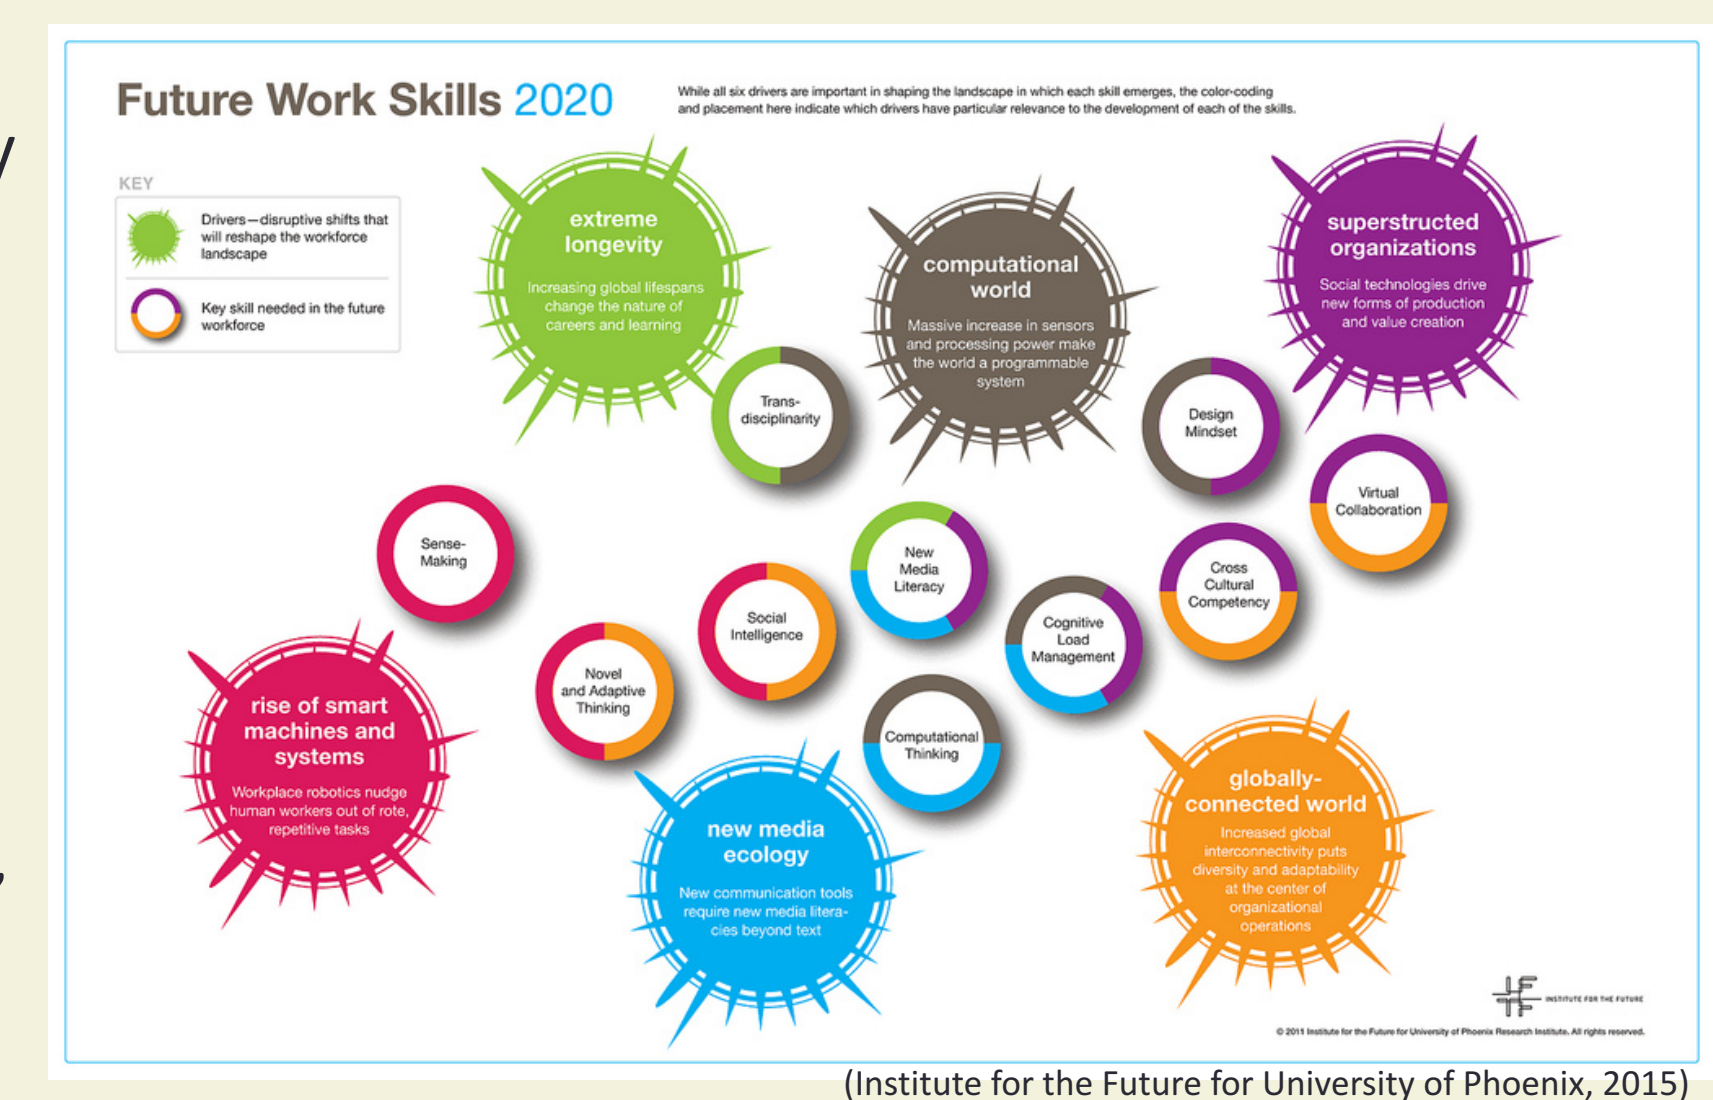 Future Work Skills 2020
While all six drivers are important in shaping the landscape in which each skill emerges, the color-coding
and placement here indicate which drivers have particular relevance to the development of each of the skills.
y
KEY
Drivers—disruptive shifts that
will reshape the workforce
landscape
Key skill needed in the future
workforce
extreme
longevity
Increasing global lifespans
change the nature of
careers and learning
computational
world
Massive increase in sensors
and processing power make
the world a programmable
system
superstructed
organizations
Social technologies drive
new forms of production
and value creation
Trans-
disciplinarity
Design
Mindset
Virtual
Collaboration
Sense-
Making
New
Media
Literacy
Cross
Cultural
Competency
Social
Intelligence
Cognitive
Load
Management
Novel
and Adaptive
Thinking
Computational
Thinking
rise of smart
machines and
systems
Workplace robotics nudge
human workers out of rote,
repetitive tasks
new media
ecology
New communication tools
require new media litera-
cies beyond text
globally-
connected world
Increased global
interconnectivity puts
diversity and adaptability
at the center of
organizational
operations
,
INSTITUTE FOR THE FUTURE
© 2011 Institute for the Future for University of Phoenix Research Institute. All rights reserved.
(Institute for the Future for University of Phoenix, 2015)